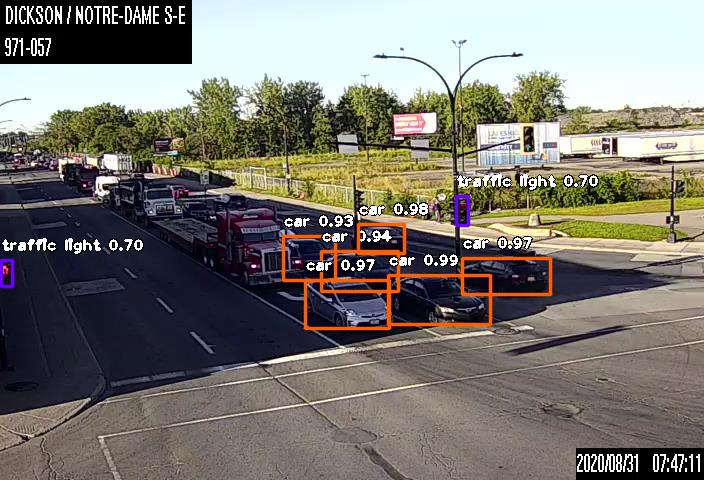 DICKSON / NOTRE-DAME S-E
971-057
traffic light 0.70
car 0.98
car 0.93
car 0.94
car 0.97
traffic light 0.70
car 0.97
car 0.99
2020/08/31 07:47:11